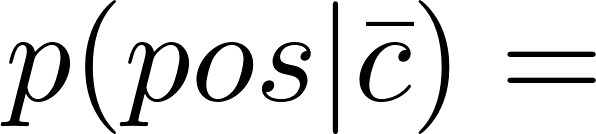 p(pos|c̄) =